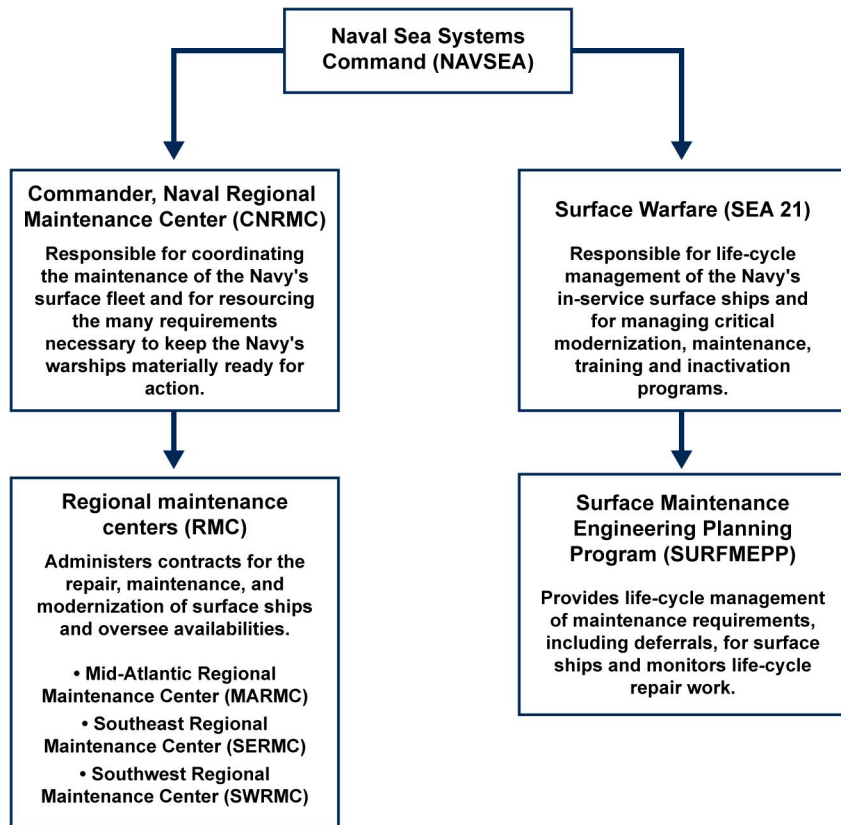 Naval Sea Systems
Command (NAVSEA)
Commander, Naval Regional
Maintenance Center (CNRMC)
Responsible for coordinating
the maintenance of the Navy's
surface fleet and for resourcing
the many requirements
necessary to keep the Navy's
warships materially ready for
action.
Surface Warfare (SEA 21)
Responsible for life-cycle
management of the Navy's
in-service surface ships and
for managing critical
modernization, maintenance,
training and inactivation
programs.
Regional maintenance
centers (RMC)
Administers contracts for the
repair, maintenance, and
modernization of surface ships
and oversee availabilities.
• Mid-Atlantic Regional
Maintenance Center (MARMC)
• Southeast Regional
Maintenance Center (SERMC)
• Southwest Regional
Maintenance Center (SWRMC)
Surface Maintenance
Engineering Planning
Program (SURFMEPP)
Provides life-cycle management
of maintenance requirements,
including deferrals, for surface
ships and monitors life-cycle
repair work.